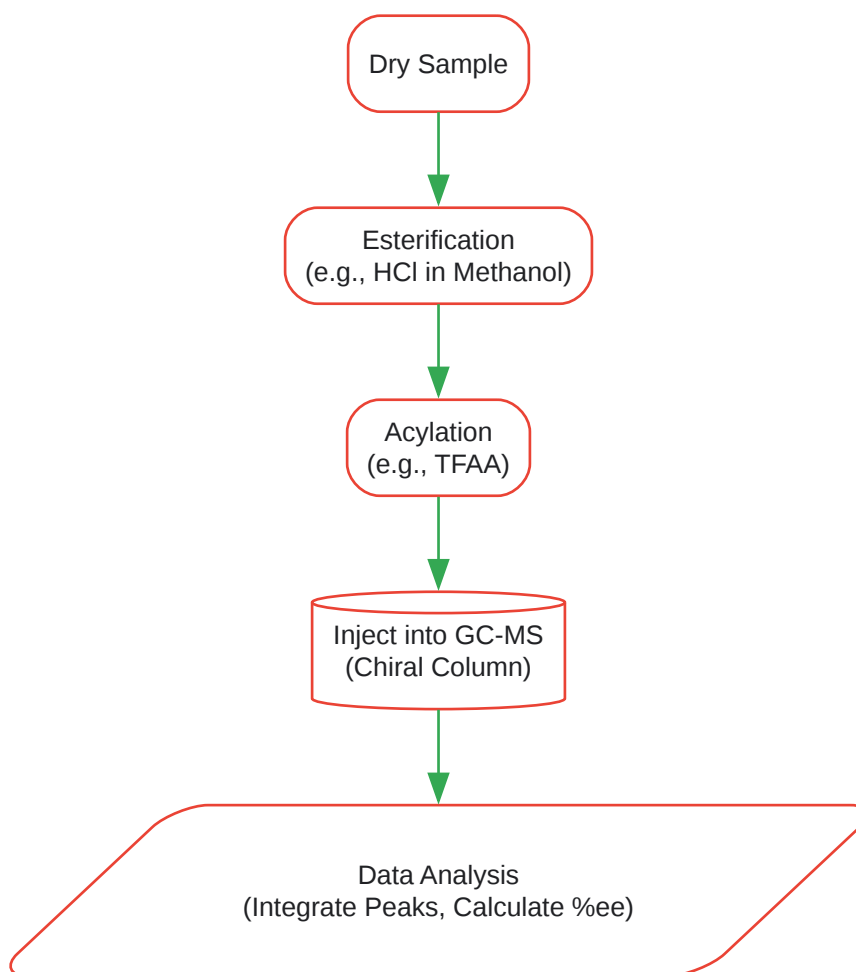 Dry Sample
Esterification
(e.g., HCl in Methanol)
Acylation
(e.g., TFAA)
Inject into GC-MS
(Chiral Column)
Data Analysis
(Integrate Peaks, Calculate %ee)